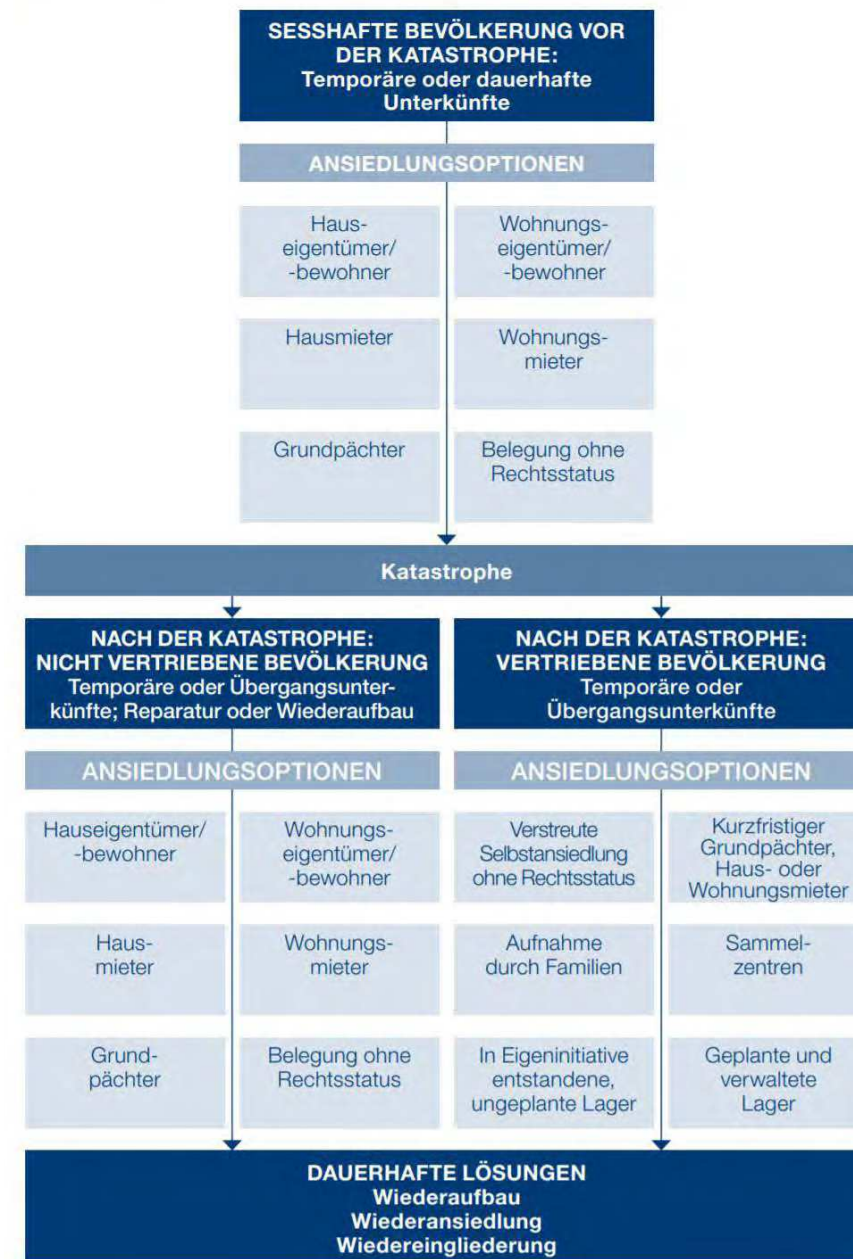 SESSHAFTE BEVÖLKERUNG VOR
DER KATASTROPHE:
Temporäre oder dauerhafte
Unterkünfte
ANSIEDLUNGSOPTIONEN
Haus-
eigentümer/
-bewohner
Wohnungs-
eigentümer/
-bewohner
Hausmieter
Wohnungs-
mieter
Grundpächter
Belegung ohne
Rechtsstatus
Katastrophe
NACH DER KATASTROPHE:
NICHT VERTRIEBENE BEVÖLKERUNG
Temporäre oder Übergangsunter-
künfte; Reparatur oder Wiederaufbau
ANSIEDLUNGSOPTIONEN
Hauseigentümer/
-bewohner
Wohnungs-
eigentümer/
-bewohner
Haus-
mieter
Wohnungs-
mieter
Grund-
pächter
Belegung ohne
Rechtsstatus
NACH DER KATASTROPHE:
VERTRIEBENE BEVÖLKERUNG
Temporäre oder
Übergangsunterkünfte
ANSIEDLUNGSOPTIONEN
Verstreute
Selbstansiedlung
ohne Rechtsstatus
Kurzfristiger
Grundpächter,
Haus- oder
Wohnungsmieter
Aufnahme
durch Familien
Sammel-
zentren
In Eigeninitiative
entstandene,
ungeplante Lager
Geplante und
verwaltete
Lager
DAUERHAFTE LÖSUNGEN
Wiederaufbau
Wiederansiedlung
Wiedereingliederung